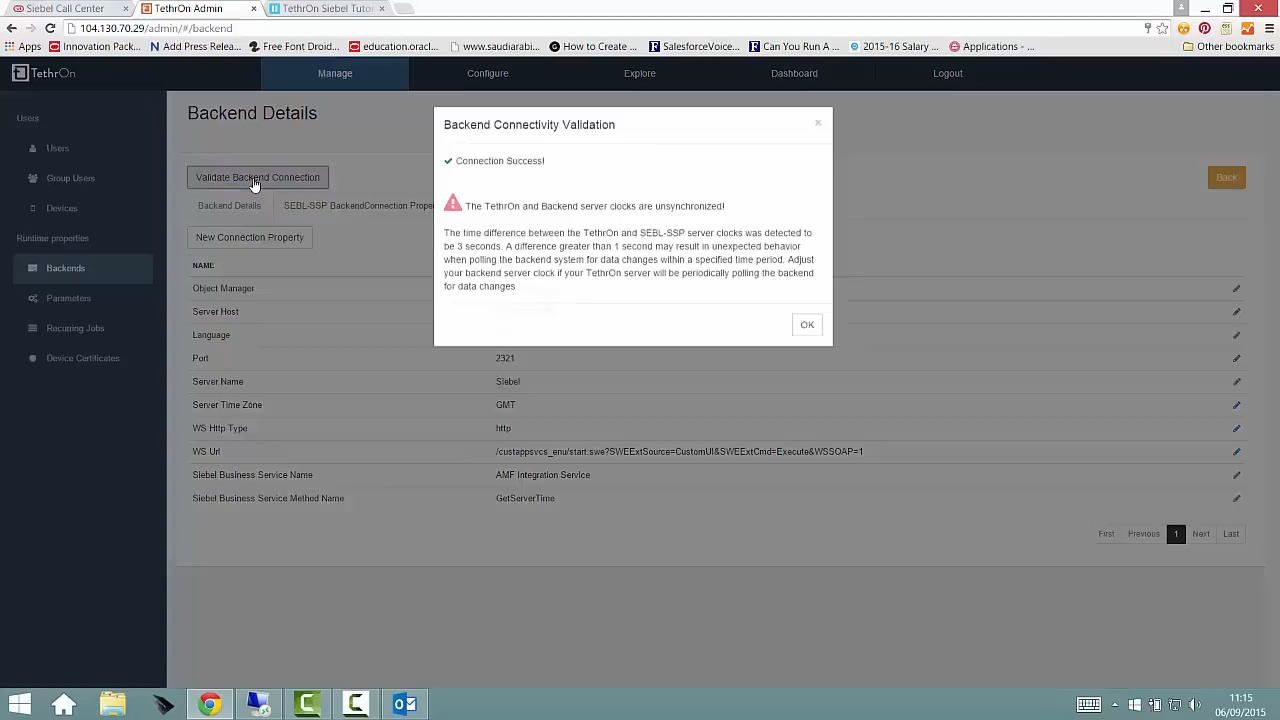 Siebel Call Center
TethrOn Admin
TethrOn Siebel Tuto
104.130.70.29/admin/#/backend
Apps
Innovation Pack...
Add Press Relea...
Free Font Droid...
education.oracl...
www.saudiarabi...
How to Create ...
SalesforceVoice...
Can You Run A ...
2015-16 Salary ...
Applications - ...
Other bookmarks
TethrOn
Manage
Configure
Explore
Dashboard
Logout
Users
Users
Group Users
Devices
Runtime properties
Backends
Parameters
Recurring Jobs
Device Certificates
Backend Details
Validate Backend Connection
Back
Backend Details
SEBL-SSP BackendConnection Prope
New Connection Property
Backend Connectivity Validation
×
Connection Success!
The TethrOn and Backend server clocks are unsynchronized!
The time difference between the TethrOn and SEBL-SSP server clocks was detected to
be 3 seconds. A difference greater than 1 second may result in unexpected behavior
when polling the backend system for data changes within a specified time period. Adjust
your backend server clock if your TethrOn server will be periodically polling the backend
for data changes
OK
NAME
Object Manager
Server Host
Language
Port 2321
Server Name Siebel
Server Time Zone GMT
WS Http Type http
WS Url /custappsvcs_enu/start.swe?SWEExtSource=CustomUI&SWEExtCmd=Execute&WSSOAP=1
Siebel Business Service Name AMF Integration Service
Siebel Business Service Method Name GetServerTime
First Previous 1 Next Last
11:15
06/09/2015